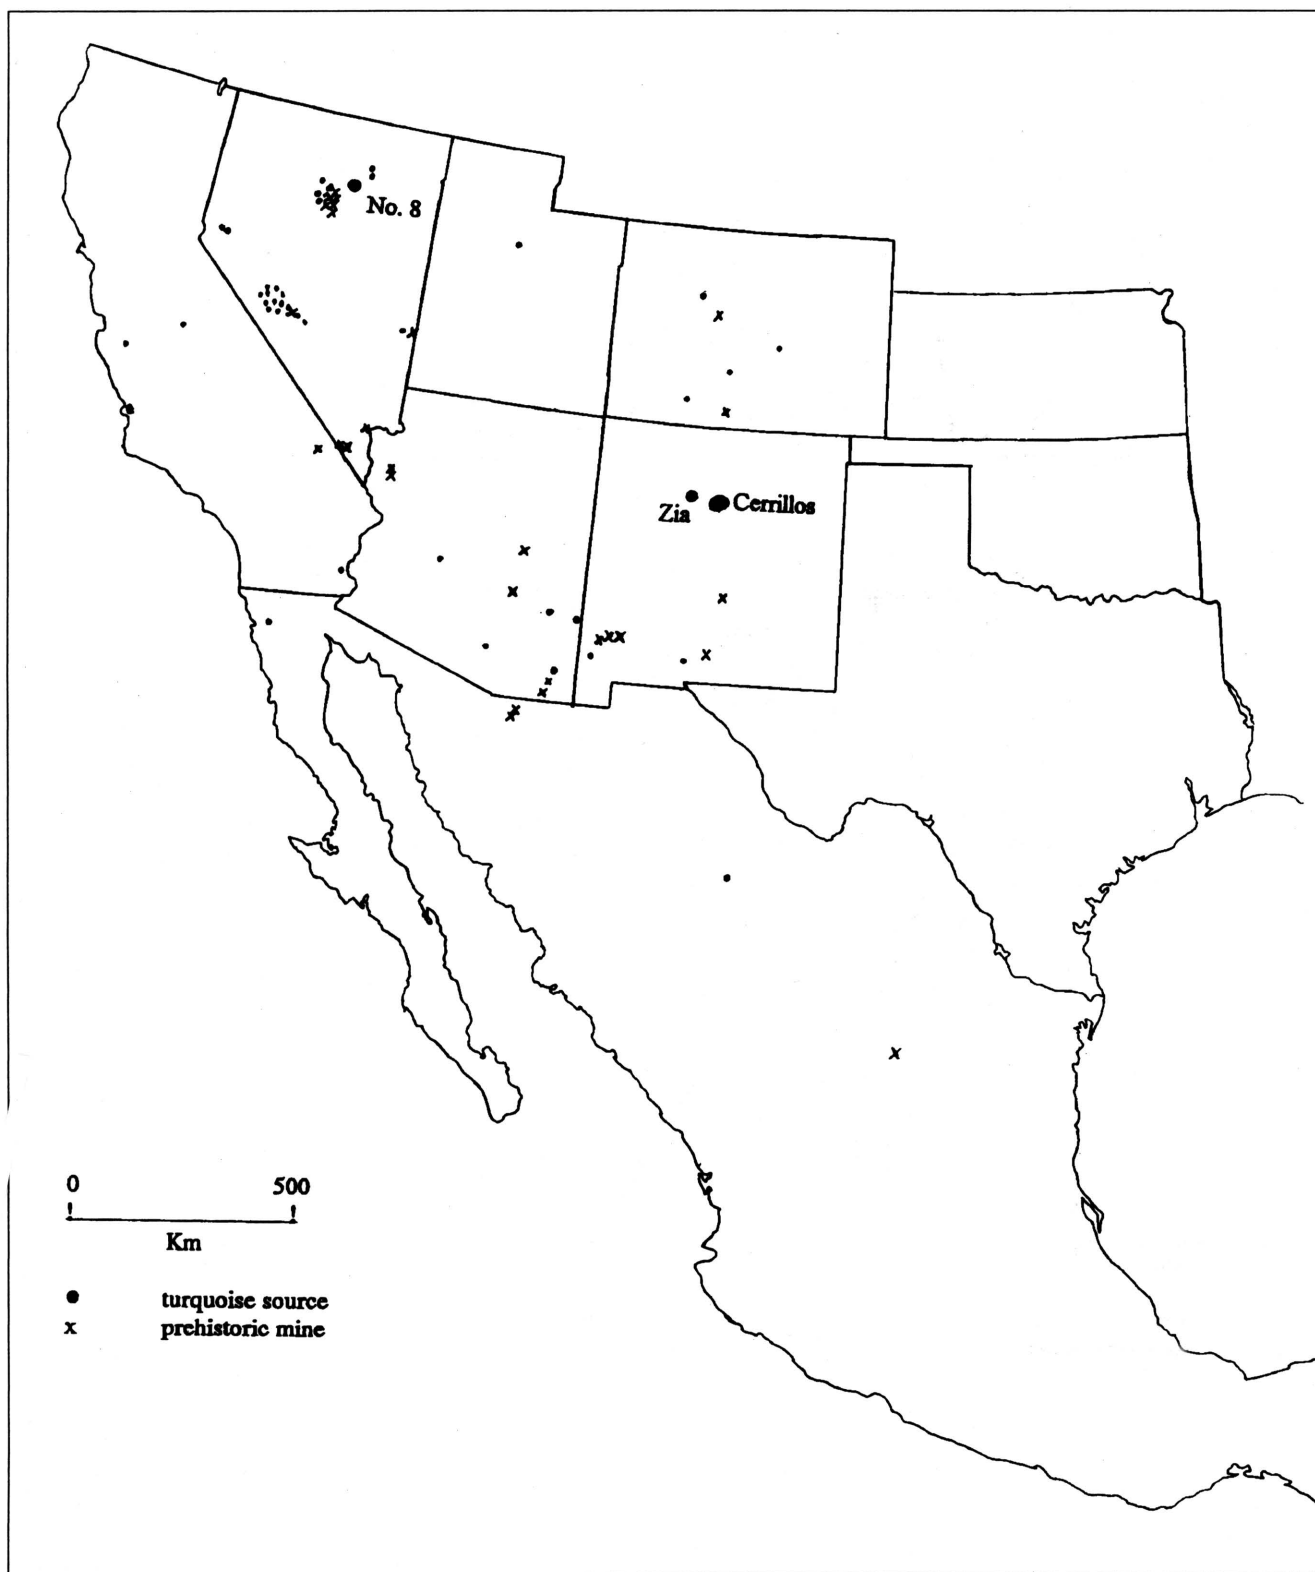 No. 8
Zia
Cerrillos
0 500
Km
turquoise source
x prehistoric mine